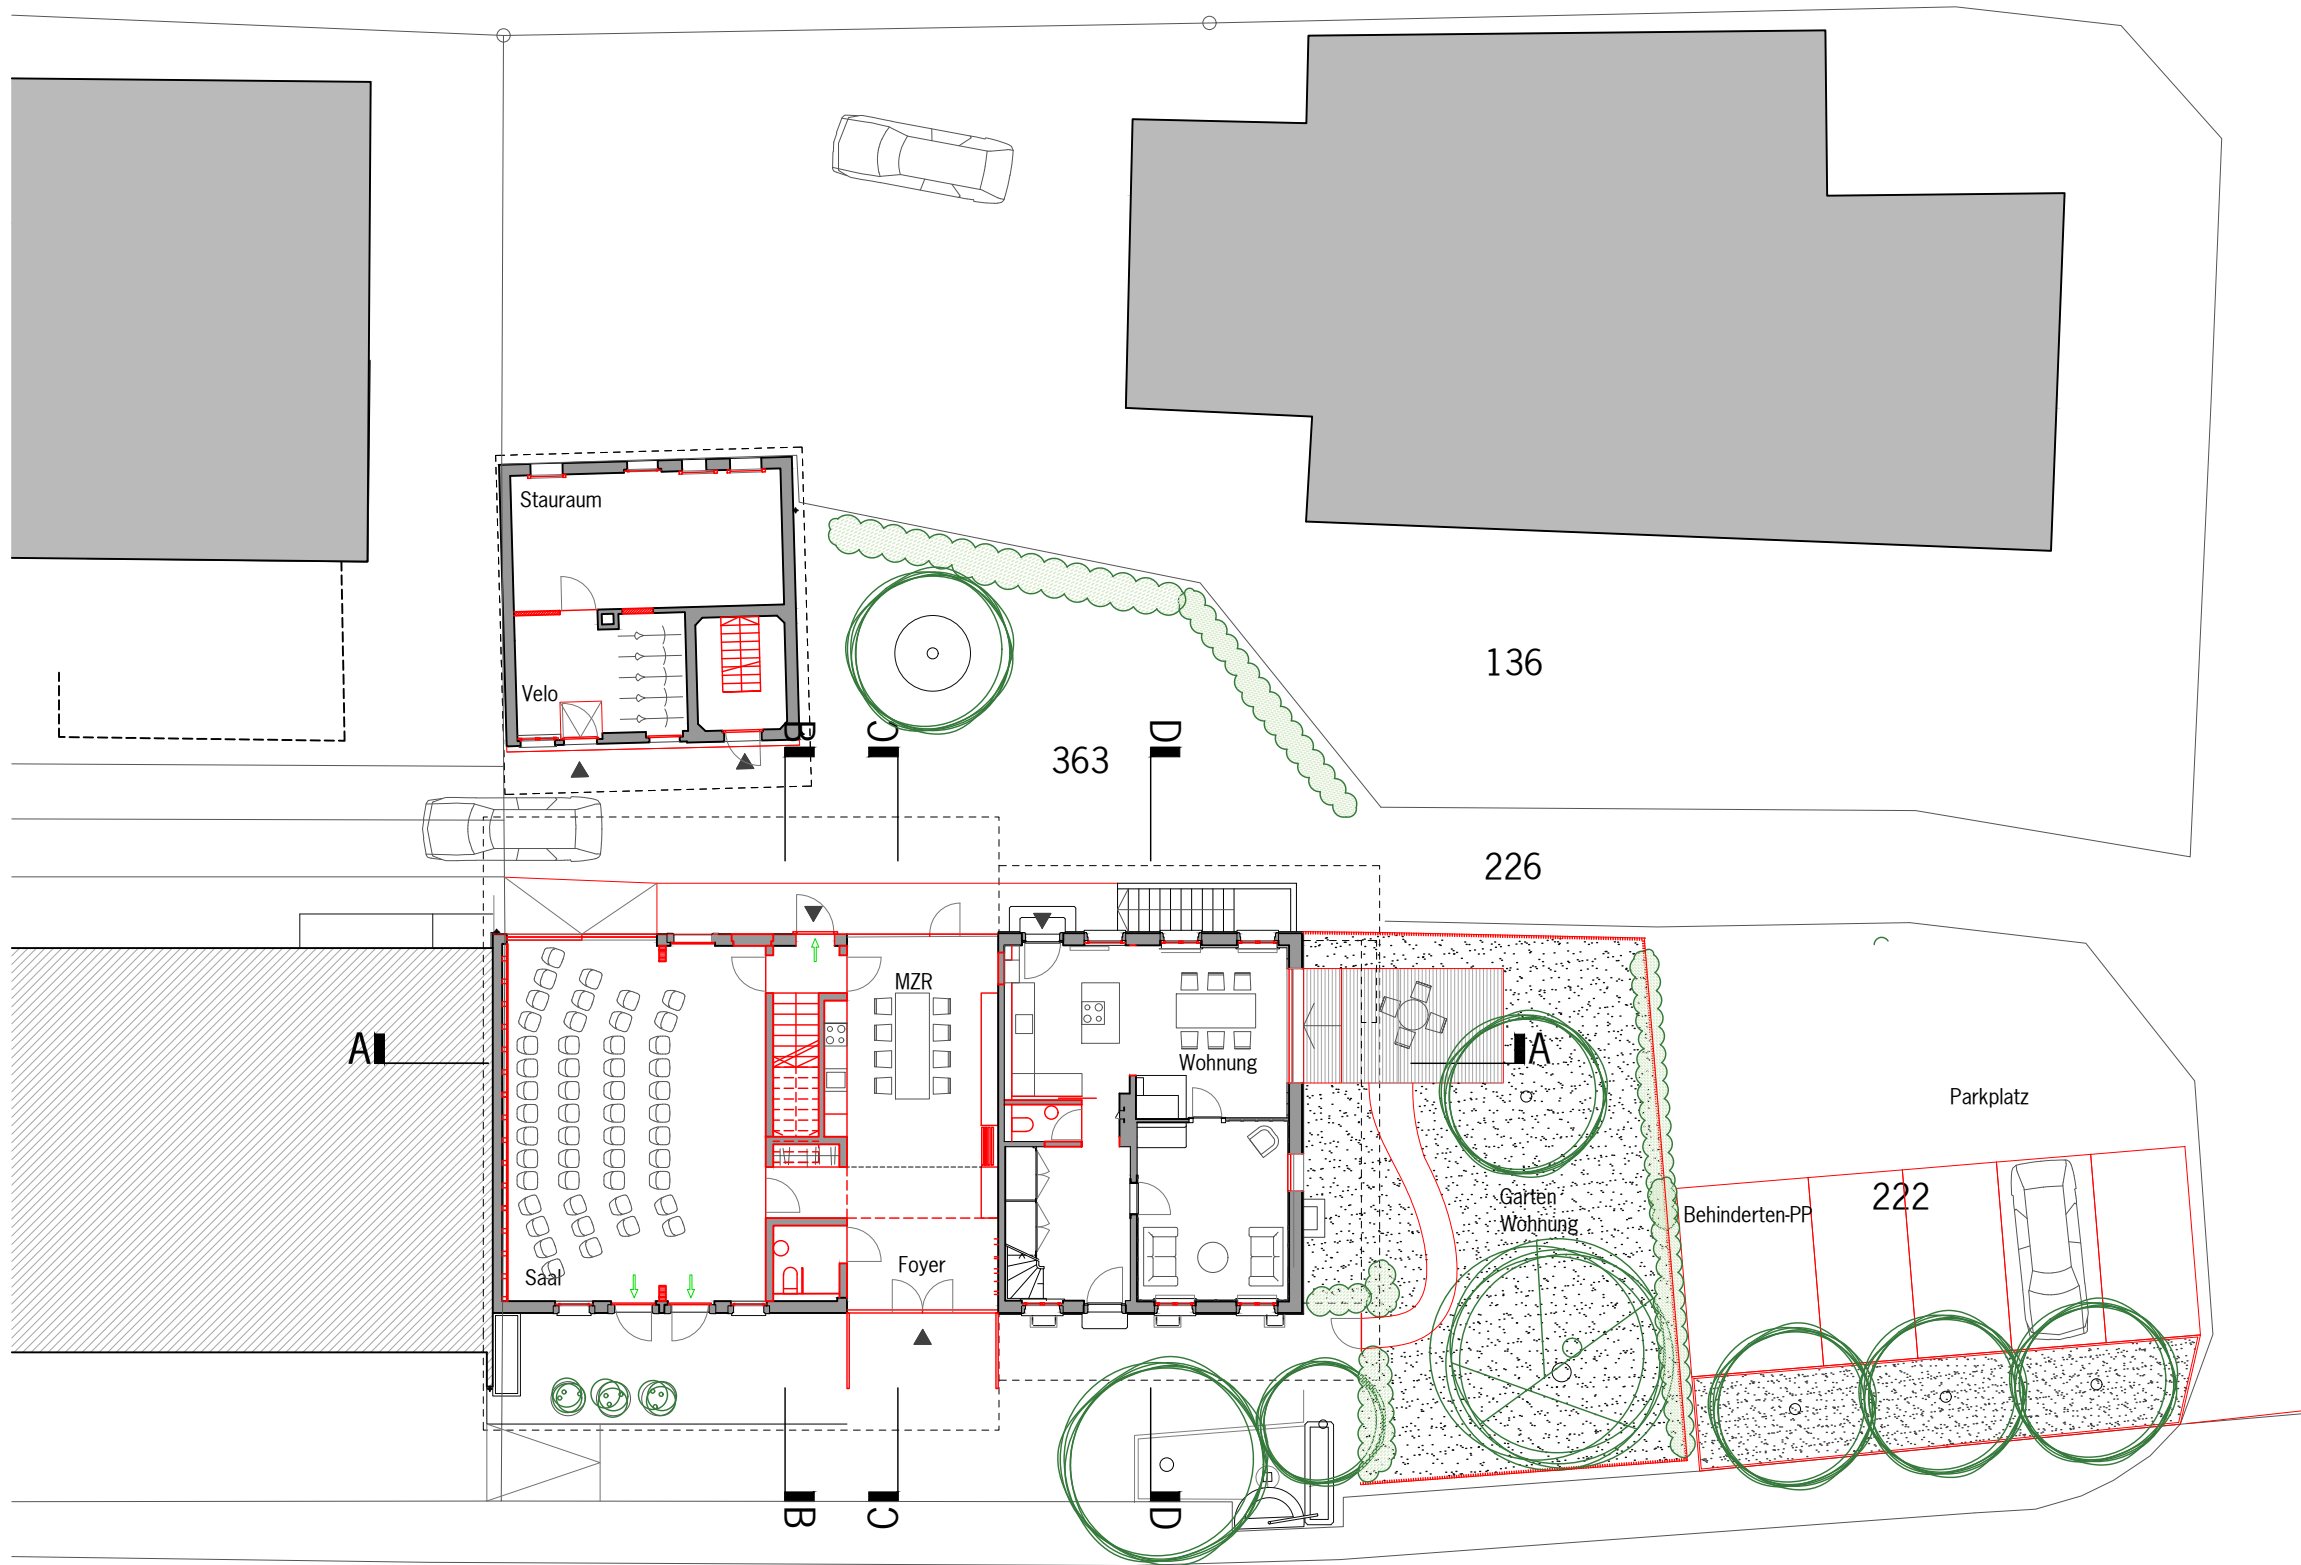 Stauraum
136
Velo
B
C
D
363
226
MZR
A
A
Wohnung
Parkplatz
Garten
Wohnung
222
Behinderten-PP
Foyer
Saal
B
C
D